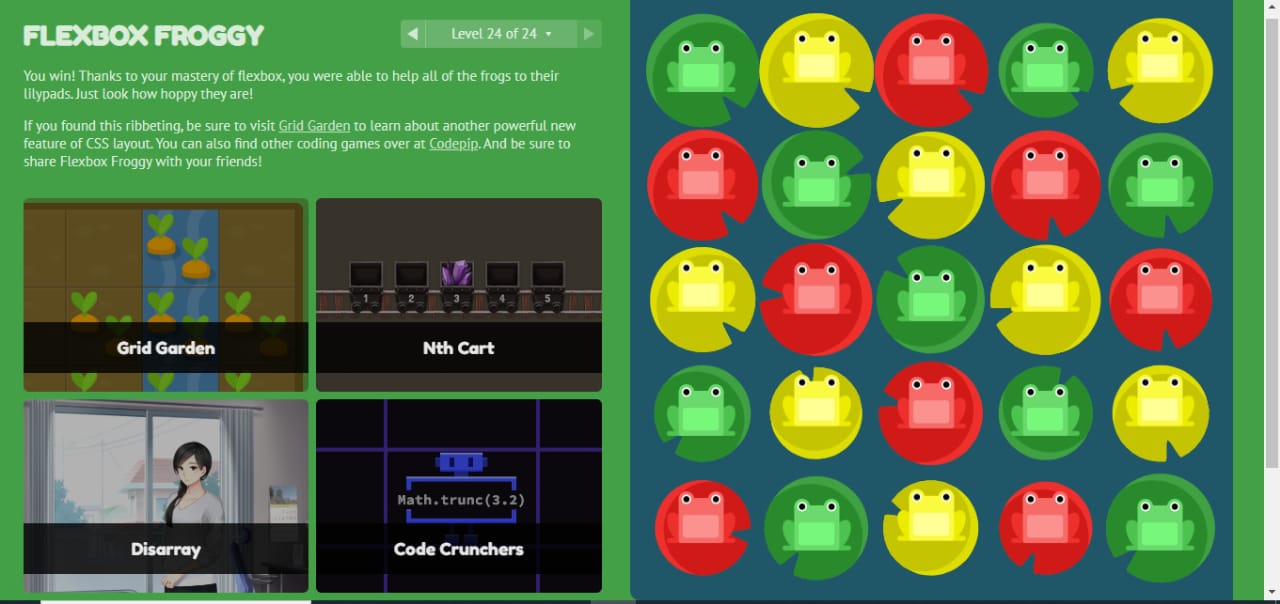 FLEXBOX FROGGY
Level 24 of 24
You win! Thanks to your mastery of flexbox, you were able to help all of the frogs to their
lilypads. Just look how hoppy they are!
If you found this ribbeting, be sure to visit Grid Garden to learn about another powerful new
feature of CSS layout. You can also find other coding games over at Codepip. And be sure to
share Flexbox Froggy with your friends!
Grid Garden
1 2 3 4 5
Nth Cart
Disarray
Math.trunc(3.2)
Code Crunchers